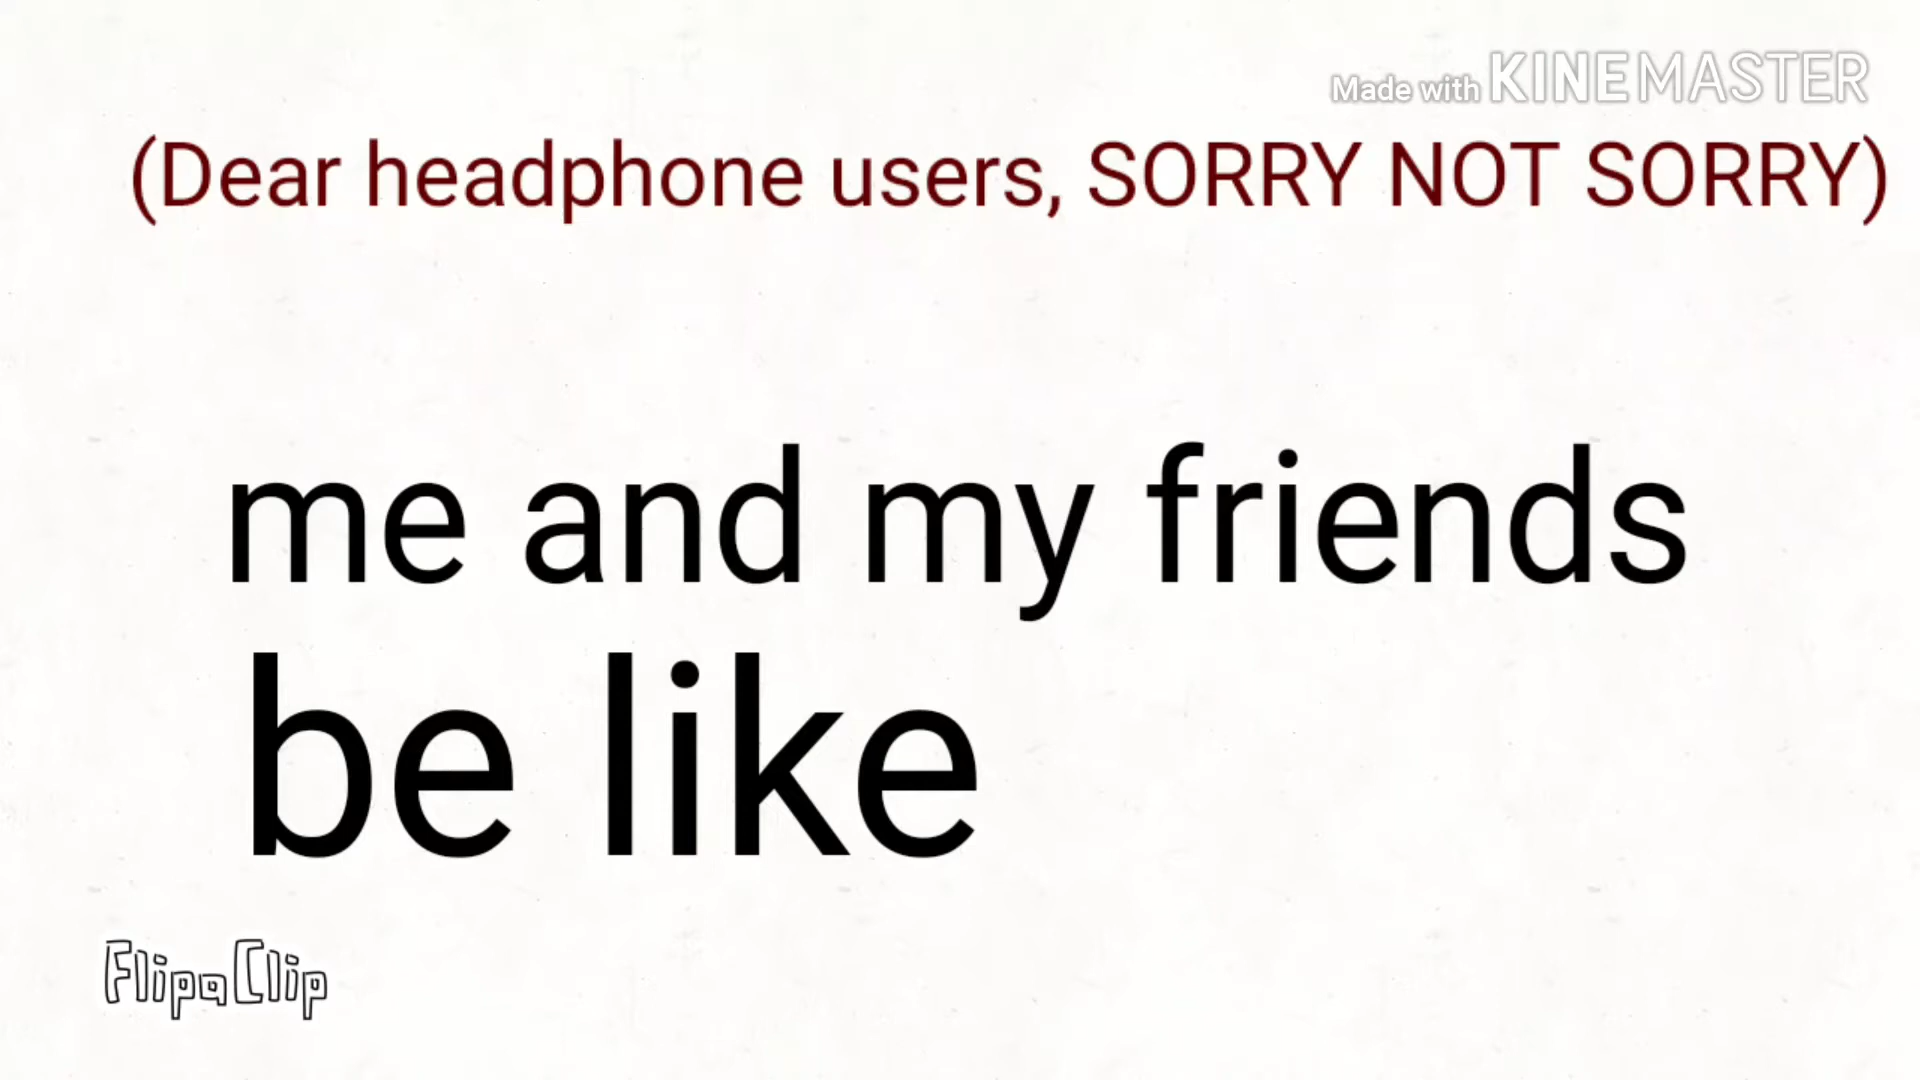 Made with KINEMASTER
(Dear headphone users, SORRY NOT SORRY)
me and my friends
be like
FlipaClip